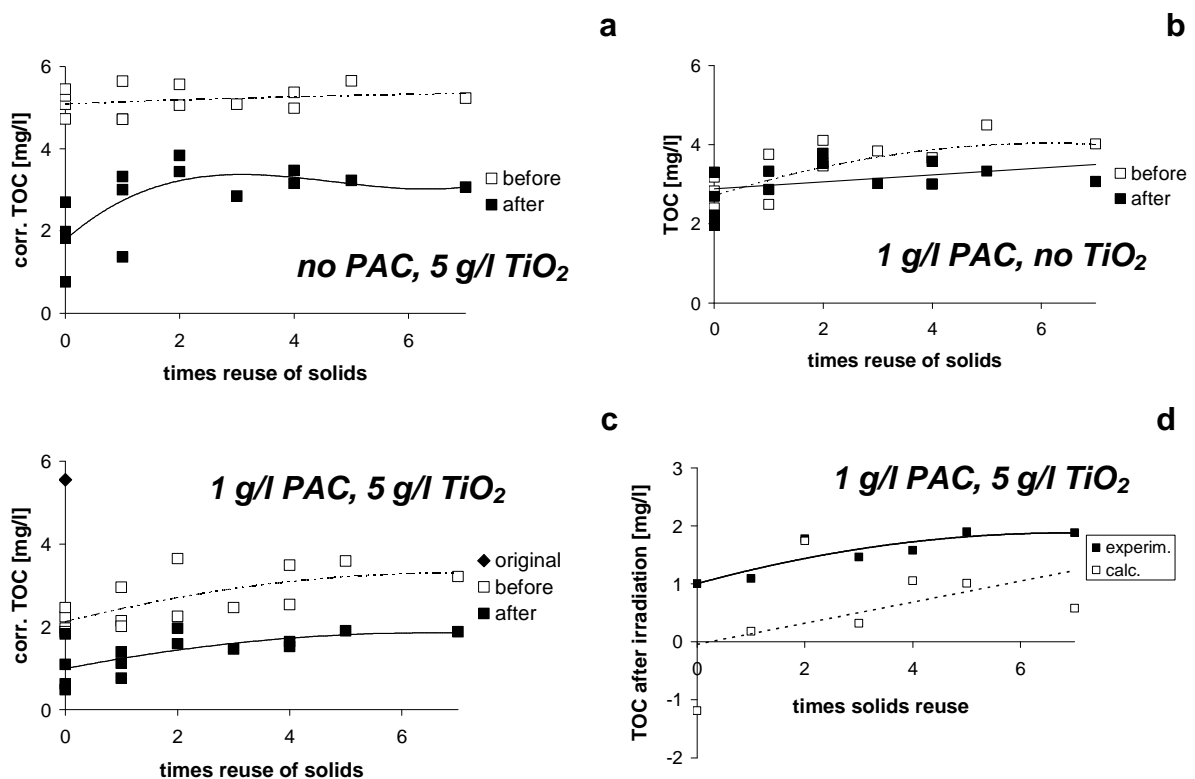 a
6
5
4
3
2
1
0
corr. TOC [mg/l]
before
after
no PAC, 5 g/l TiO2
0 2 4 6
times reuse of solids
b
6
4
2
0
TOC [mg/l]
before
after
1 g/l PAC, no TiO2
0 2 4 6
times reuse of solids
c
6
4
2
0
corr. TOC [mg/l]
1 g/l PAC, 5 g/l TiO2
original
before
after
0 2 4 6
times reuse of solids
d
3
2
1
0
-1
-2
TOC after irradiation [mg/l]
1 g/l PAC, 5 g/l TiO2
experim.
calc.
0 2 4 6
times solids reuse